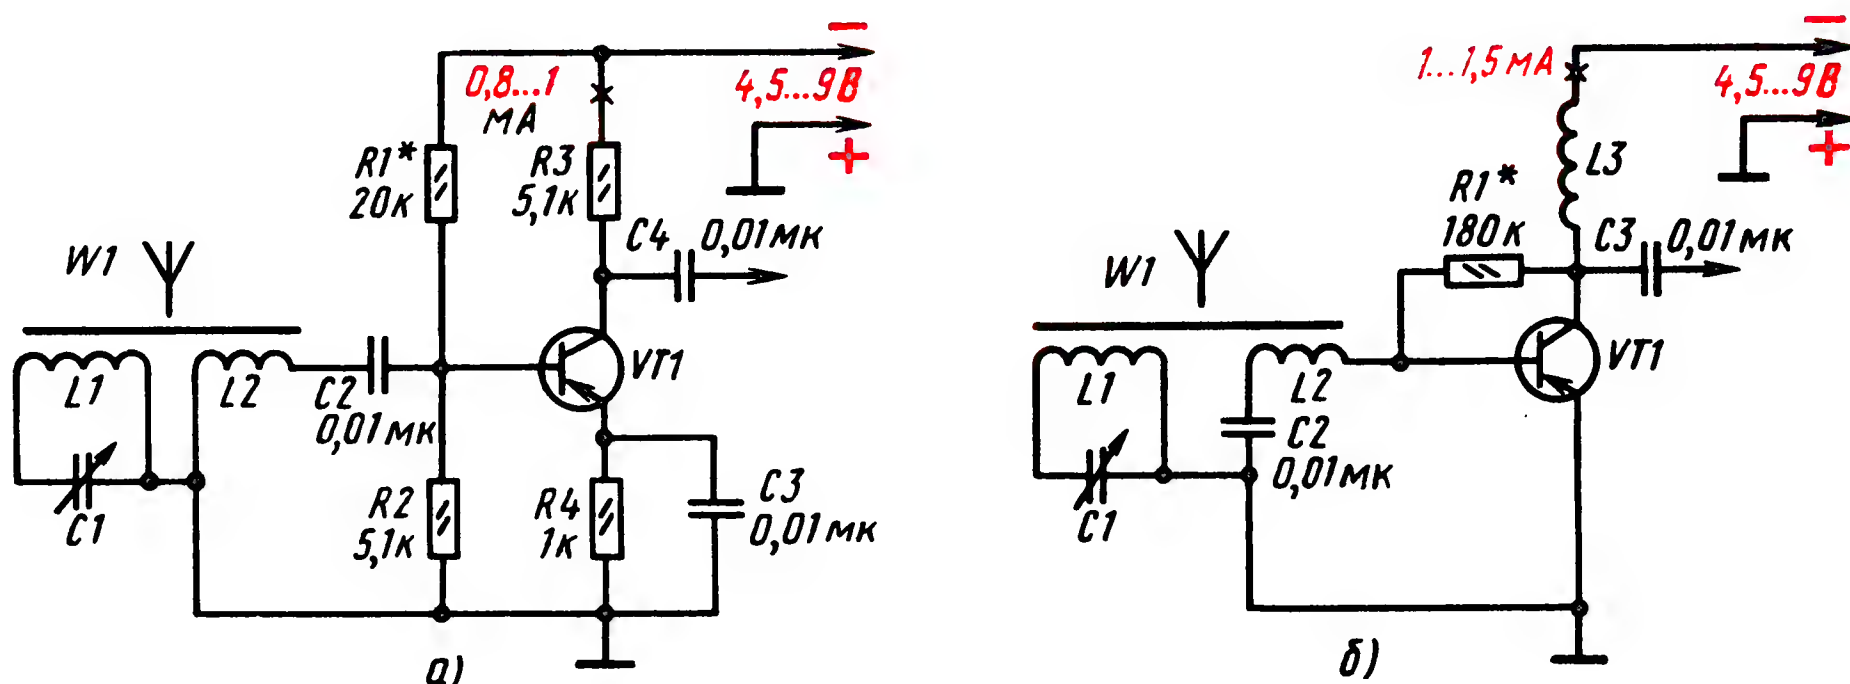 0,8...1
мА
−
4,5...9В
+
R1*
20к
R3
5,1к
C4 0,01мк
W1
L1
L2
C2
0,01мк
VT1
C1
R2
5,1к
R4
1к
C3
0,01мк
а)
1...1,5мА
−
4,5...9В
+
L3
R1*
180к
C3 0,01мк
W1
L1
L2
VT1
C2
0,01мк
C1
б)